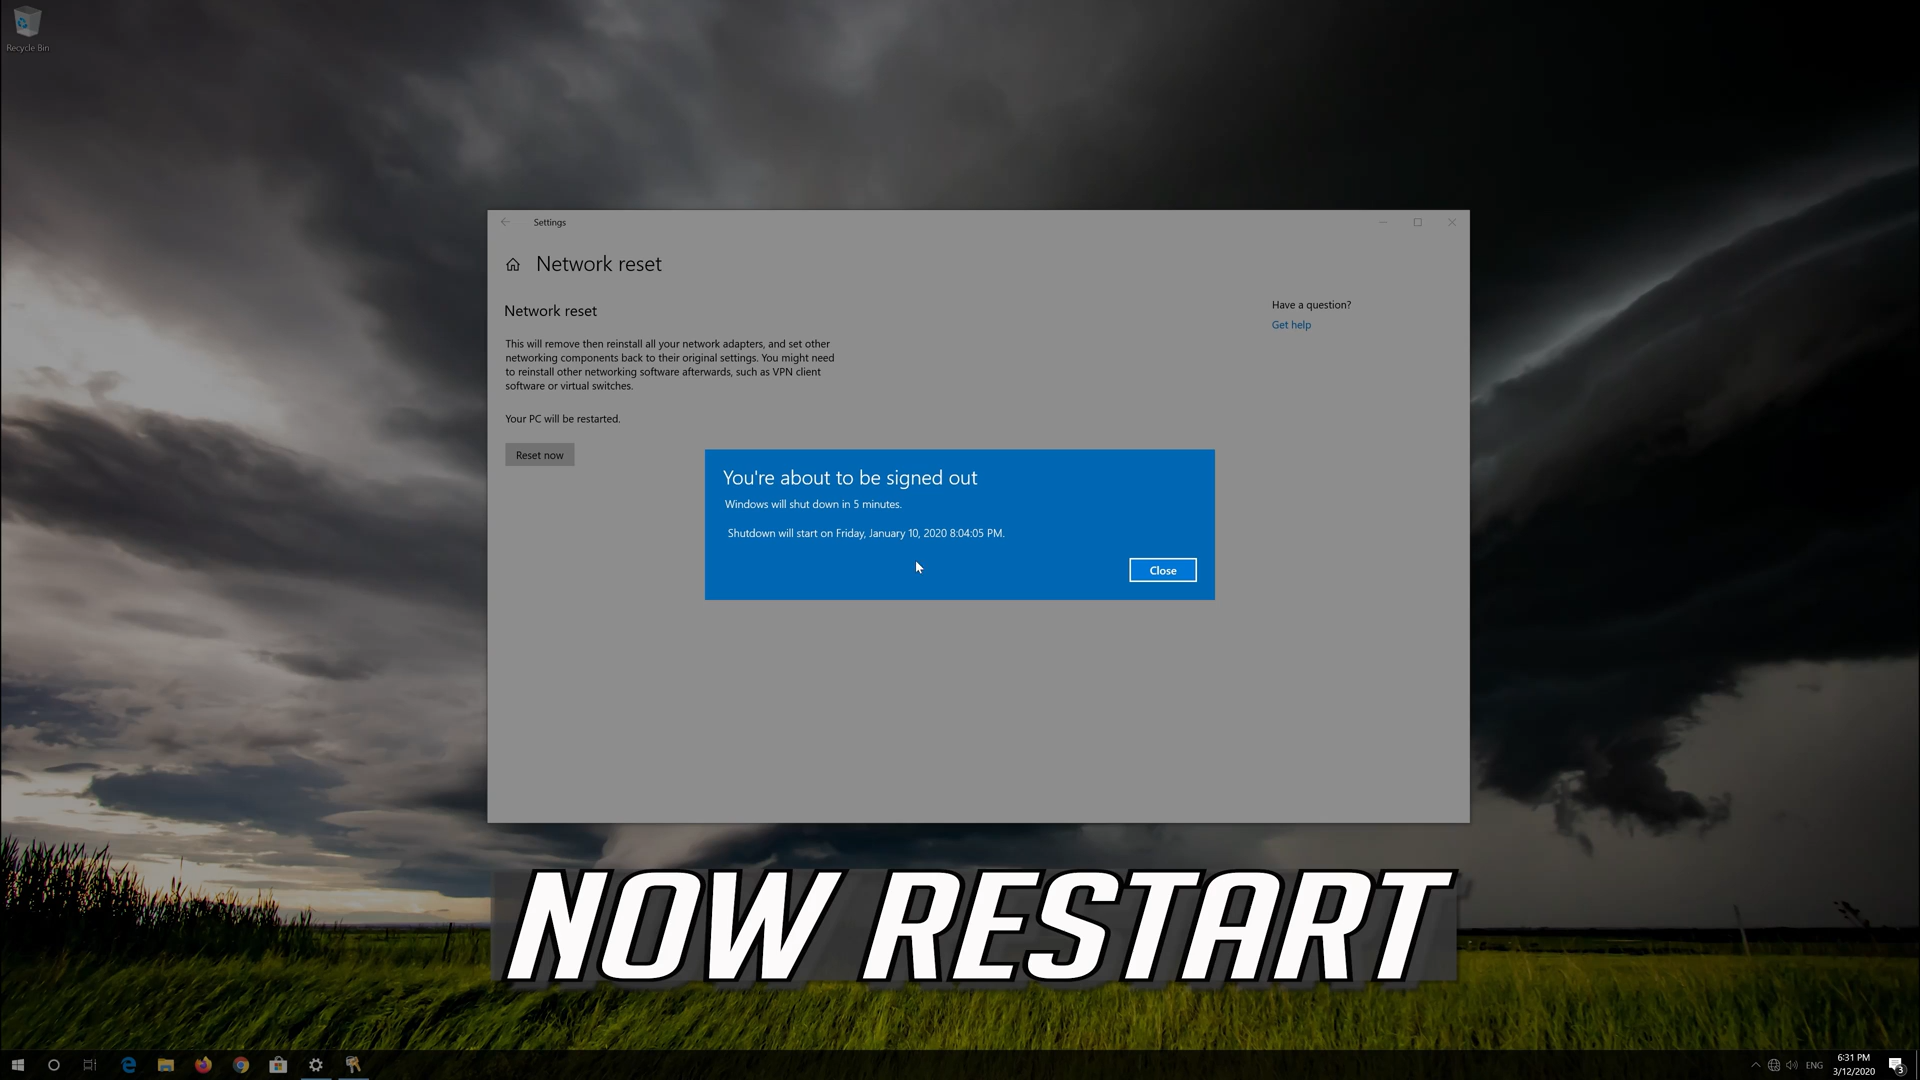 Recycle Bin
Settings
Network reset
Network reset
This will remove then reinstall all your network adapters, and set other
networking components back to their original settings. You might need
to reinstall other networking software afterwards, such as VPN client
software or virtual switches.
Your PC will be restarted.
Reset now
Have a question?
Get help
You're about to be signed out
Windows will shut down in 5 minutes.
Shutdown will start on Friday, January 10, 2020 8:04:05 PM.
Close
NOW RESTART
ENG
6:31 PM
3/12/2020
3